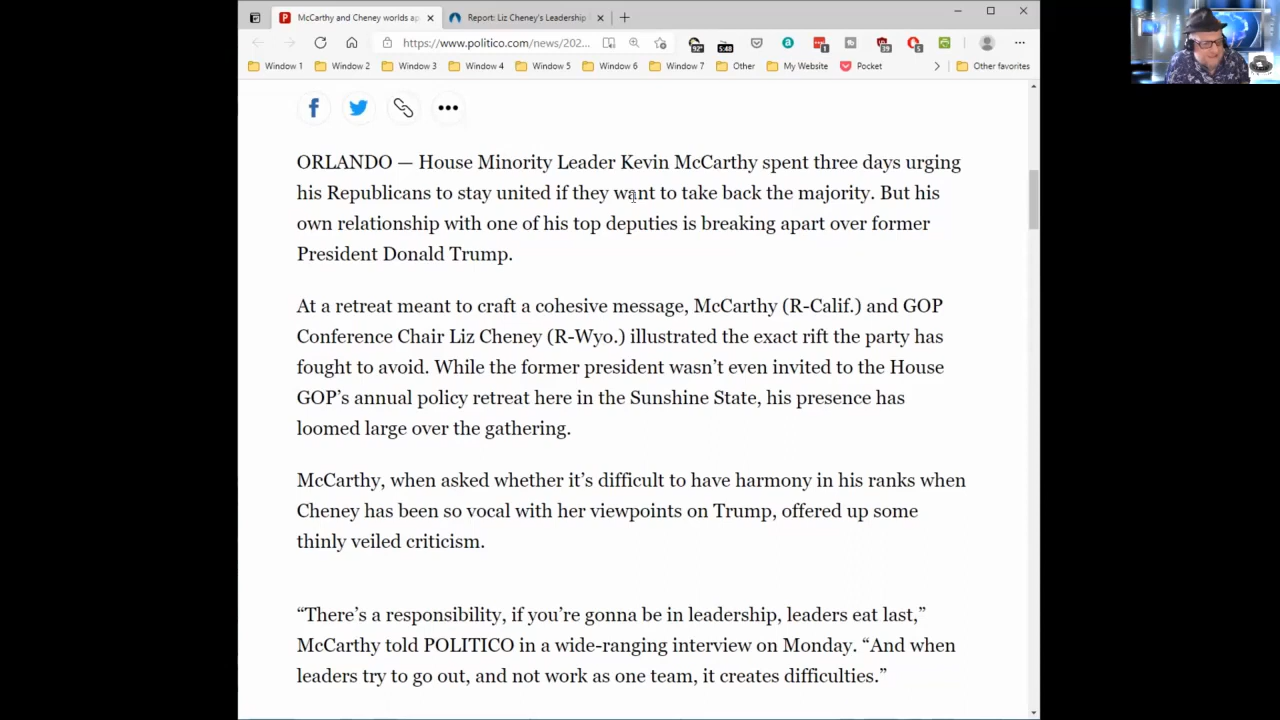 McCarthy and Cheney worlds ap
Report: Liz Cheney's Leadership
https://www.politico.com/news/202...
92°
5:48
1
39
5
Window 1 Window 2 Window 3 Window 4 Window 5 Window 6 Window 7 Other My Website Pocket Other favorites
ORLANDO — House Minority Leader Kevin McCarthy spent three days urging
his Republicans to stay united if they want to take back the majority. But his
own relationship with one of his top deputies is breaking apart over former
President Donald Trump.
At a retreat meant to craft a cohesive message, McCarthy (R-Calif.) and GOP
Conference Chair Liz Cheney (R-Wyo.) illustrated the exact rift the party has
fought to avoid. While the former president wasn’t even invited to the House
GOP’s annual policy retreat here in the Sunshine State, his presence has
loomed large over the gathering.
McCarthy, when asked whether it’s difficult to have harmony in his ranks when
Cheney has been so vocal with her viewpoints on Trump, offered up some
thinly veiled criticism.
“There’s a responsibility, if you’re gonna be in leadership, leaders eat last,”
McCarthy told POLITICO in a wide-ranging interview on Monday. “And when
leaders try to go out, and not work as one team, it creates difficulties.”